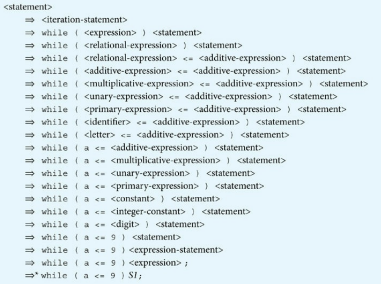 <statement>
⇒ <iteration-statement>
⇒ while ( <expression> ) <statement>
⇒ while ( <relational-expression> ) <statement>
⇒ while ( <relational-expression> <= <additive-expression> ) <statement>
⇒ while ( <additive-expression> <= <additive-expression> ) <statement>
⇒ while ( <multiplicative-expression> <= <additive-expression> ) <statement>
⇒ while ( <unary-expression> <= <additive-expression> ) <statement>
⇒ while ( <primary-expression> <= <additive-expression> ) <statement>
⇒ while ( <identifier> <= <additive-expression> ) <statement>
⇒ while ( <letter> <= <additive-expression> ) <statement>
⇒ while ( a <= <additive-expression> ) <statement>
⇒ while ( a <= <multiplicative-expression> ) <statement>
⇒ while ( a <= <unary-expression> ) <statement>
⇒ while ( a <= <primary-expression> ) <statement>
⇒ while ( a <= <constant> ) <statement>
⇒ while ( a <= <integer-constant> ) <statement>
⇒ while ( a <= <digit> ) <statement>
⇒ while ( a <= 9 ) <statement>
⇒ while ( a <= 9 ) <expression-statement>
⇒ while ( a <= 9 ) <expression> ;
⇒* while ( a <= 9 ) S1;